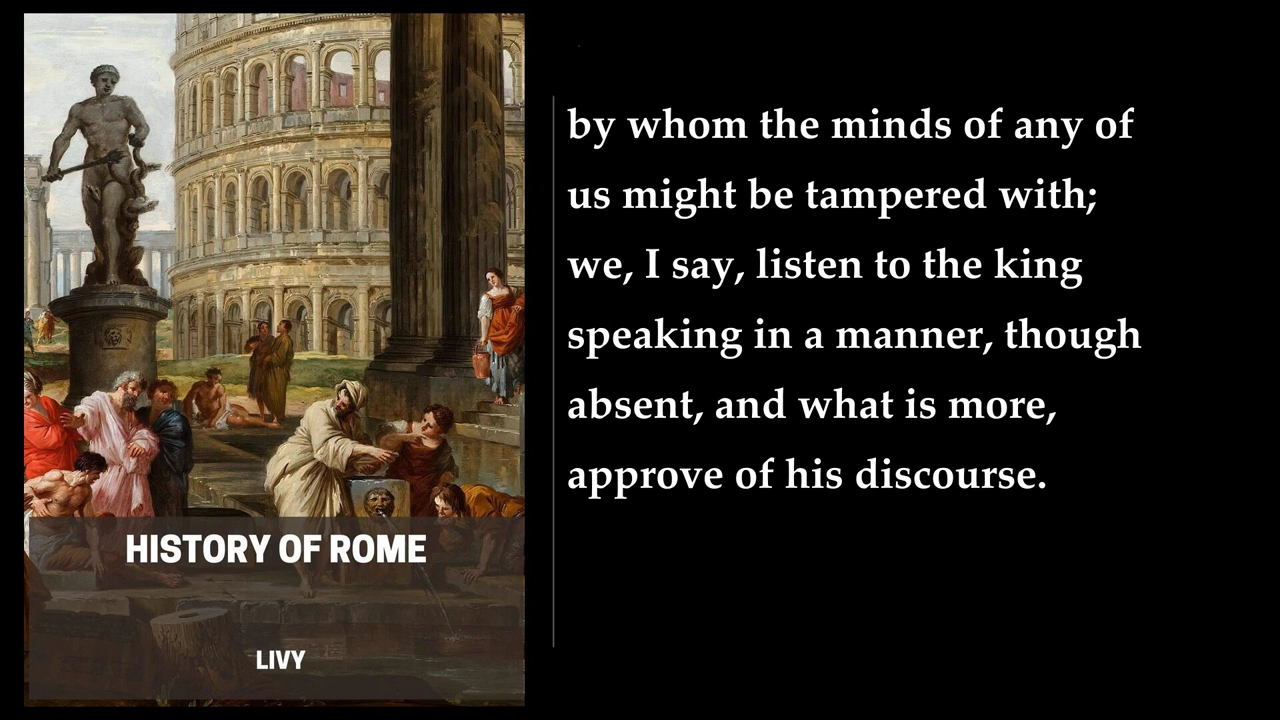 by whom the minds of any of
us might be tampered with;
we, I say, listen to the king
speaking in a manner, though
absent, and what is more,
approve of his discourse.
HISTORY OF ROME
LIVY